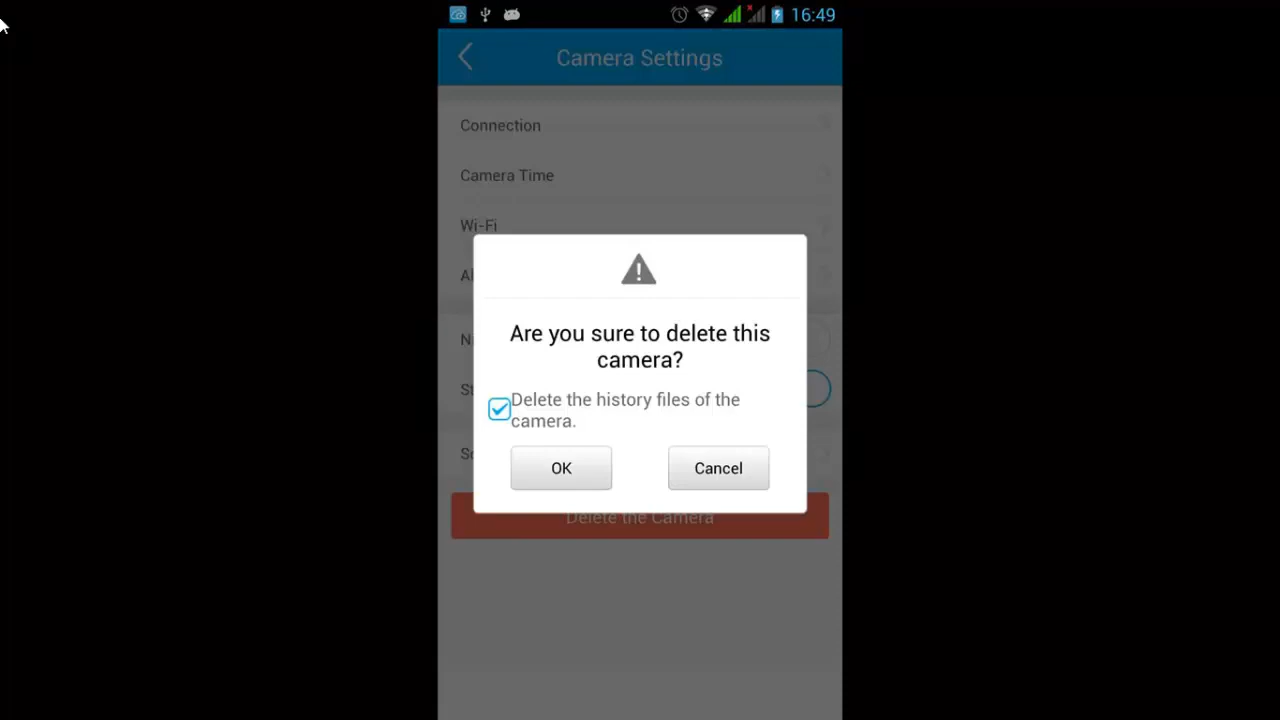 16:49
Camera Settings
Connection
Camera Time
Wi-Fi
Are you sure to delete this
camera?
Delete the history files of the
camera.
OK
Cancel
Delete the Camera